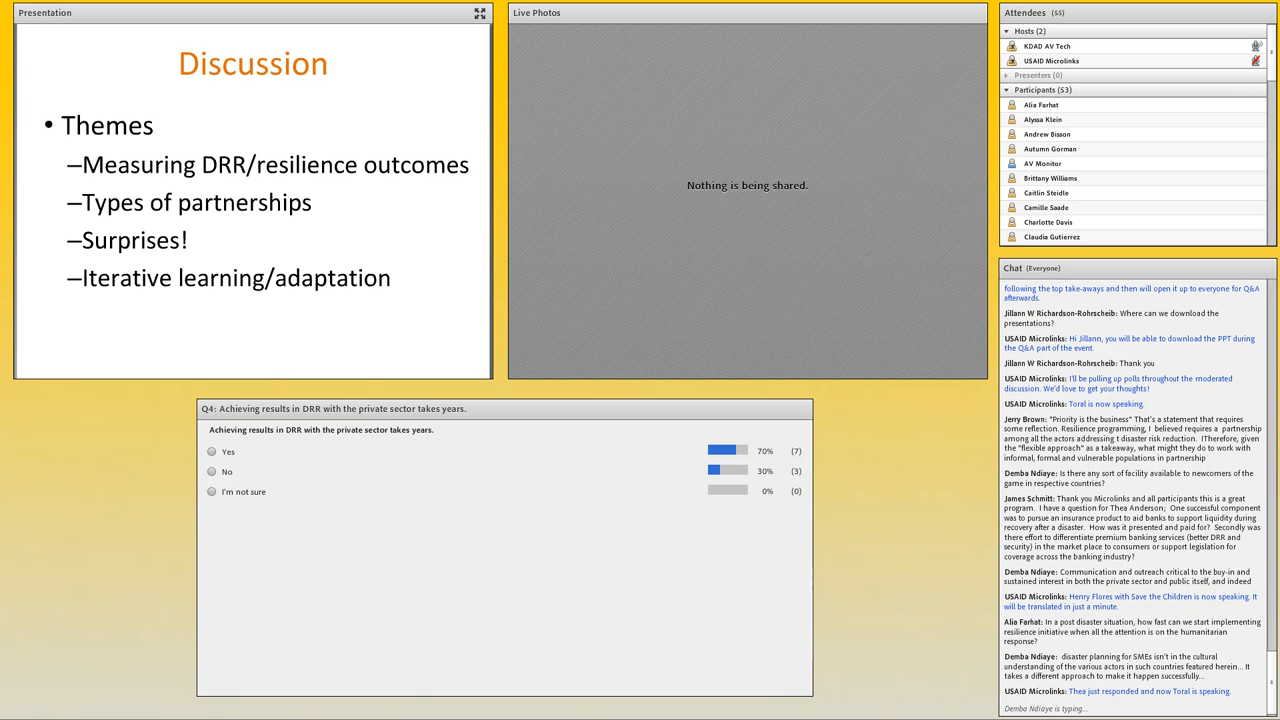 Presentation
Discussion
• Themes
–Measuring DRR/resilience outcomes
–Types of partnerships
–Surprises!
–Iterative learning/adaptation
Live Photos
Nothing is being shared.
Q4: Achieving results in DRR with the private sector takes years.
Achieving results in DRR with the private sector takes years.
Yes 70% (7)
No 30% (3)
I'm not sure 0% (0)
Attendees (55)
Hosts (2)
KDAD AV Tech
USAID Microlinks
Presenters (0)
Participants (53)
Alia Farhat
Alyssa Klein
Andrew Bisson
Autumn Gorman
AV Monitor
Brittany Williams
Caitlin Steidle
Camille Saade
Charlotte Davis
Claudia Gutierrez
Chat (Everyone)
following the top take-aways and then will open it up to everyone for Q&A
afterwards.
Jillann W Richardson-Rohrscheib: Where can we download the
presentations?
USAID Microlinks: Hi Jillann, you will be able to download the PPT during
the Q&A part of the event.
Jillann W Richardson-Rohrscheib: Thank you
USAID Microlinks: I'll be pulling up polls throughout the moderated
discussion. We'd love to get your thoughts!
USAID Microlinks: Toral is now speaking.
Jerry Brown: "Priority is the business" That's a statement that requires
some reflection. Resilience programming, I believed requires a partnership
among all the actors addressing t disaster risk reduction. ITherefore, given
the "flexible approach" as a takeaway, what might they do to work with
informal, formal and vulnerable populations in partnership
Demba Ndiaye: Is there any sort of facility available to newcomers of the
game in respective countries?
James Schmitt: Thank you Microlinks and all participants this is a great
program. I have a question for Thea Anderson; One successful component
was to pursue an insurance product to aid banks to support liquidity during
recovery after a disaster. How was it presented and paid for? Secondly was
there effort to differentiate premium banking services (better DRR and
security) in the market place to consumers or support legislation for
coverage across the banking industry?
Demba Ndiaye: Communication and outreach critical to the buy-in and
sustained interest in both the private sector and public itself, and indeed
USAID Microlinks: Henry Flores with Save the Children is now speaking. It
will be translated in just a minute.
Alia Farhat: In a post disaster situation, how fast can we start implementing
resilience initiative when all the attention is on the humanitarian
response?
Demba Ndiaye: disaster planning for SMEs isn't in the cultural
understanding of the various actors in such countries featured herein... It
takes a different approach to make it happen successfully...
USAID Microlinks: Thea just responded and now Toral is speaking.
Demba Ndiaye is typing...